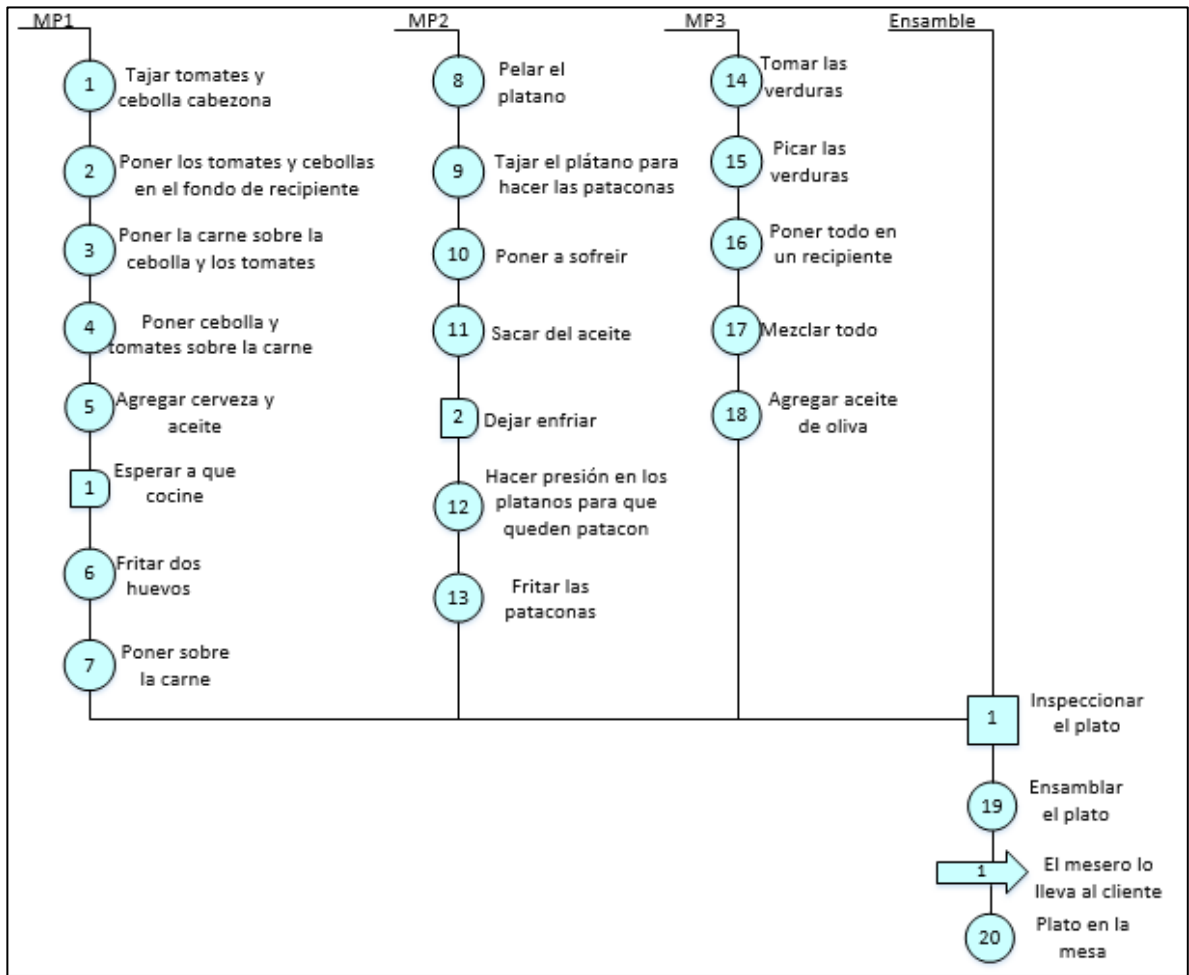 MP1
1
Tajar tomates y
cebolla cabezona
2
Poner los tomates y cebollas
en el fondo de recipiente
3
Poner la carne sobre la
cebolla y los tomates
4
Poner cebolla y
tomates sobre la carne
5
Agregar cerveza y
aceite
1
Esperar a que
cocine
6
Fritar dos
huevos
7
Poner sobre
la carne
MP2
8
Pelar el
platano
9
Tajar el plátano para
hacer las pataconas
10
Poner a sofreir
11
Sacar del aceite
2
Dejar enfriar
12
Hacer presión en los
platanos para que
queden patacon
13
Fritar las
pataconas
MP3
14
Tomar las
verduras
15
Picar las
verduras
16
Poner todo en
un recipiente
17
Mezclar todo
18
Agregar aceite
de oliva
Ensamble
1
Inspeccionar
el plato
19
Ensamblar
el plato
1
El mesero lo
lleva al cliente
20
Plato en la
mesa